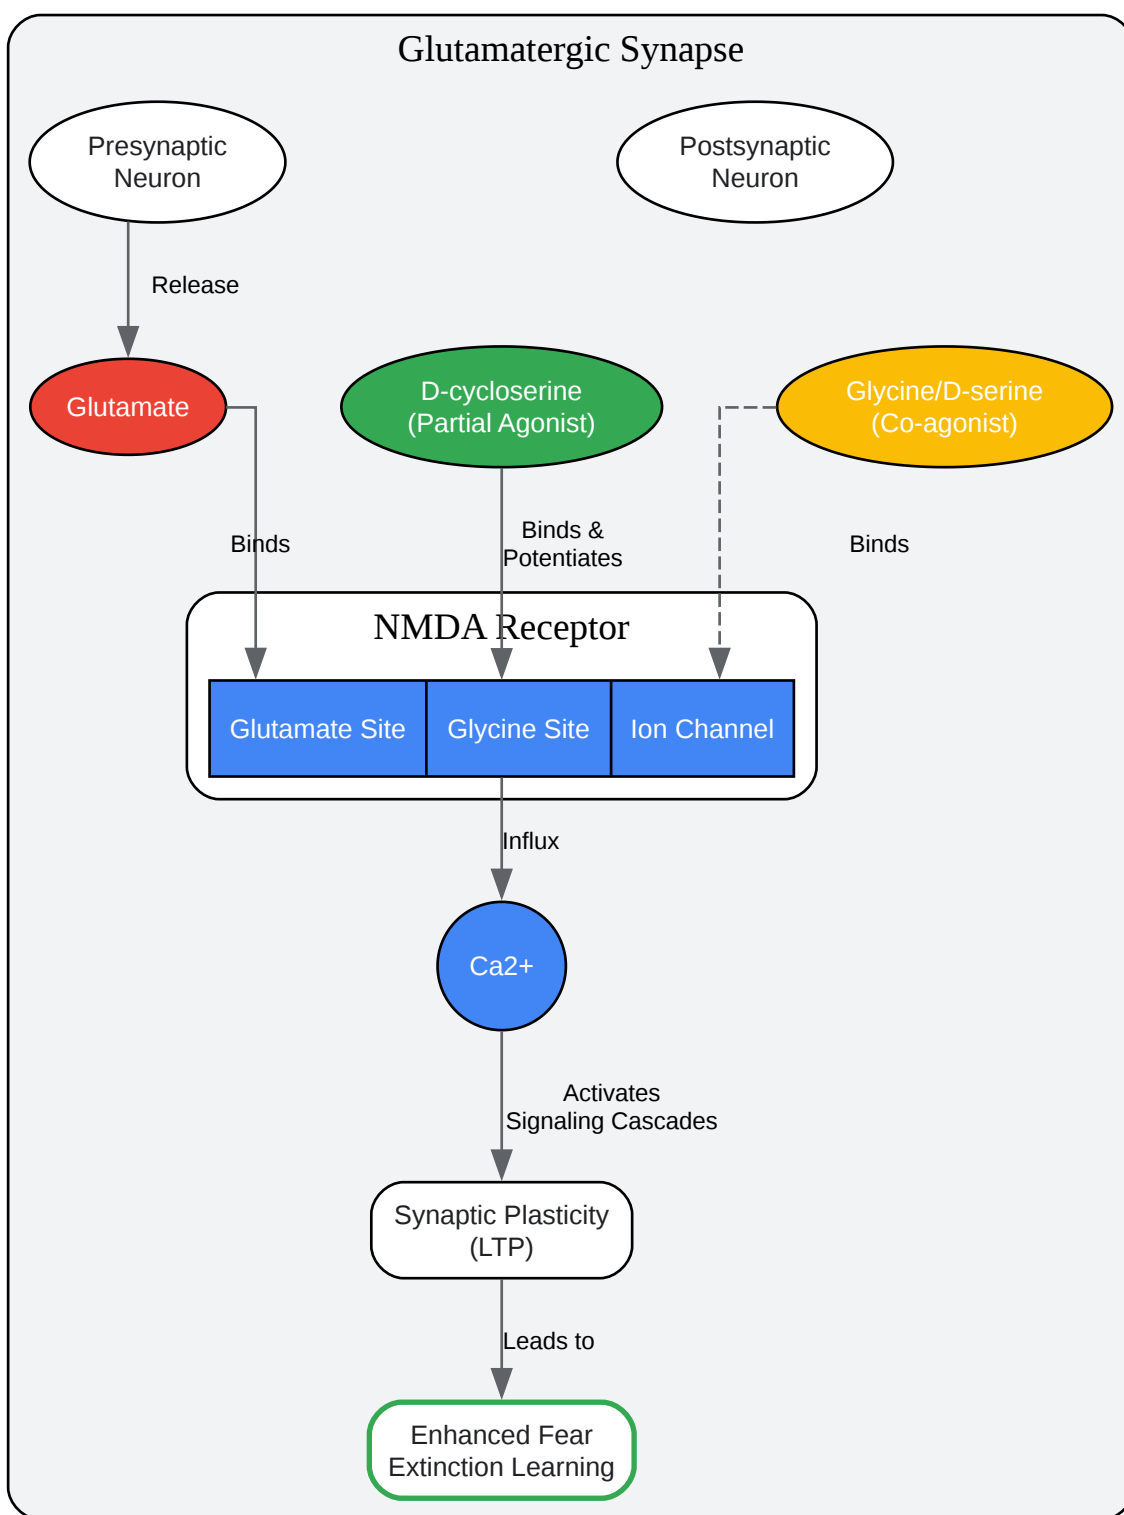 Glutamatergic Synapse
Presynaptic
Neuron
Postsynaptic
Neuron
Release
Glutamate
D-cycloserine
(Partial Agonist)
Glycine/D-serine
(Co-agonist)
Binds
Binds &
Potentiates
Binds
NMDA Receptor
Glutamate Site
Glycine Site
Ion Channel
Influx
Ca2+
Activates
Signaling Cascades
Synaptic Plasticity
(LTP)
Leads to
Enhanced Fear
Extinction Learning